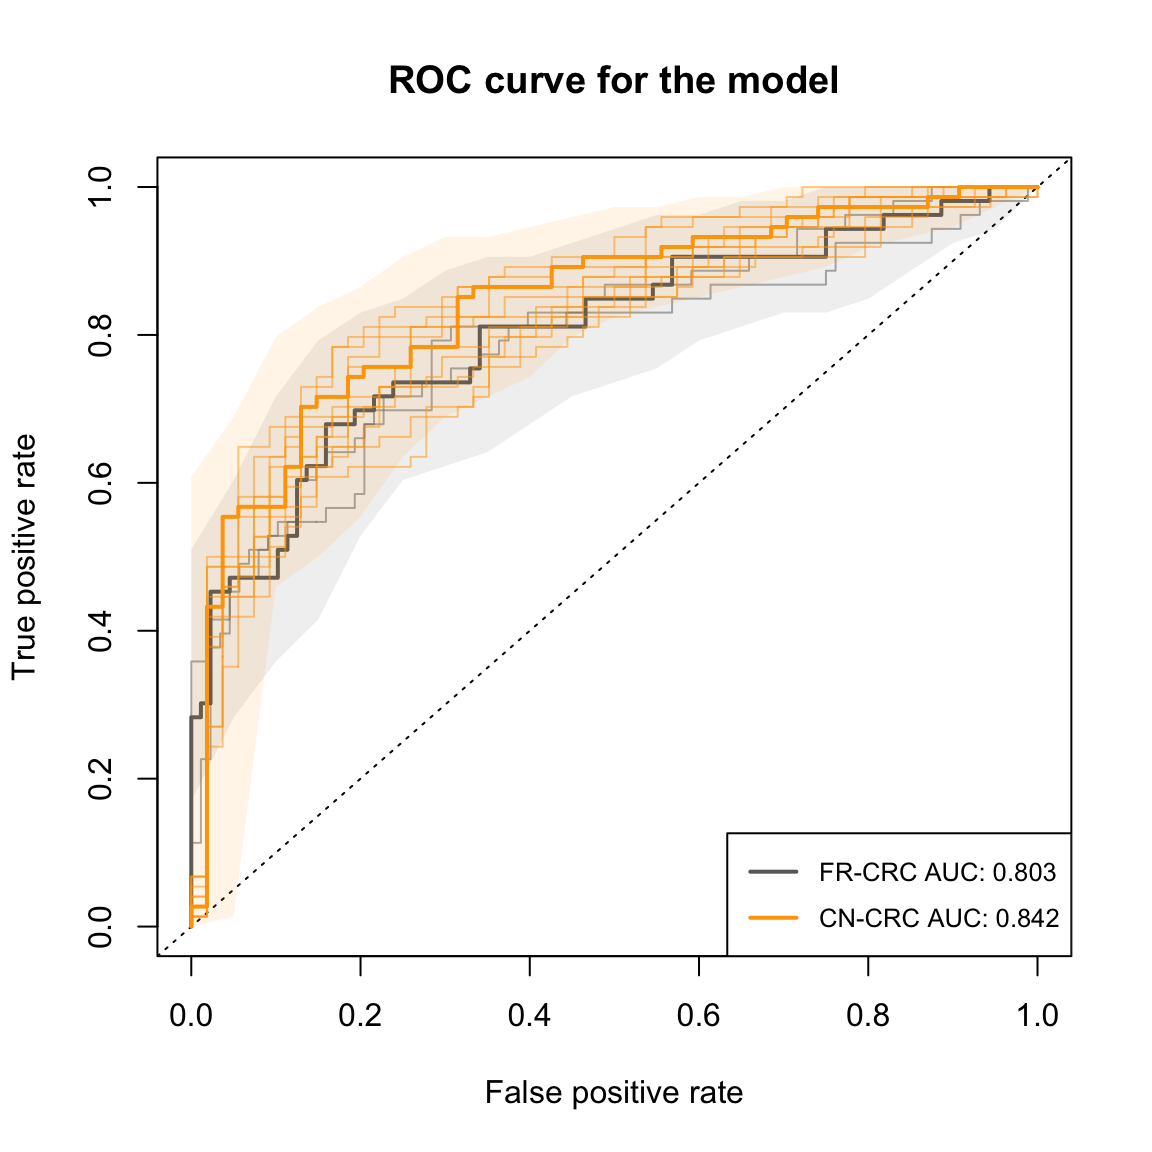 ROC curve for the model
True positive rate
1.0
0.8
0.6
0.4
0.2
0.0
FR-CRC AUC: 0.803
CN-CRC AUC: 0.842
0.0 0.2 0.4 0.6 0.8 1.0
False positive rate